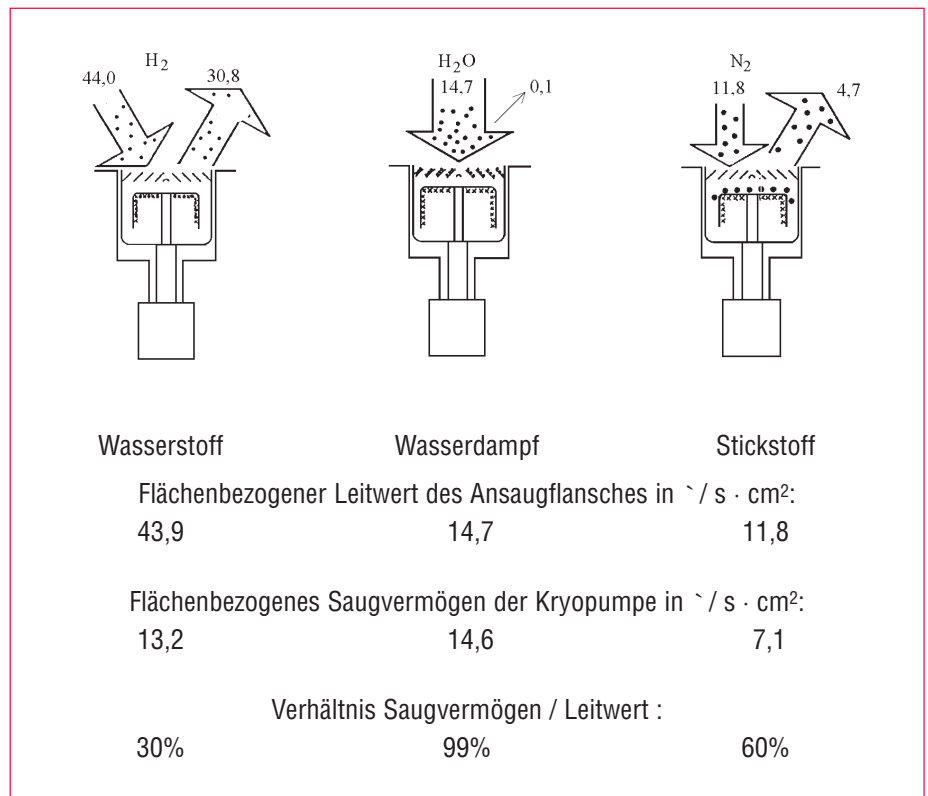 H₂ H₂O N₂
44,0 30,8 14,7 0,1 11,8 4,7
Wasserstoff Wasserdampf Stickstoff
Flächenbezogener Leitwert des Ansaugflansches in `/ s · cm²:
43,9 14,7 11,8
Flächenbezogenes Saugvermögen der Kryopumpe in `/ s · cm²:
13,2 14,6 7,1
Verhältnis Saugvermögen / Leitwert :
30% 99% 60%